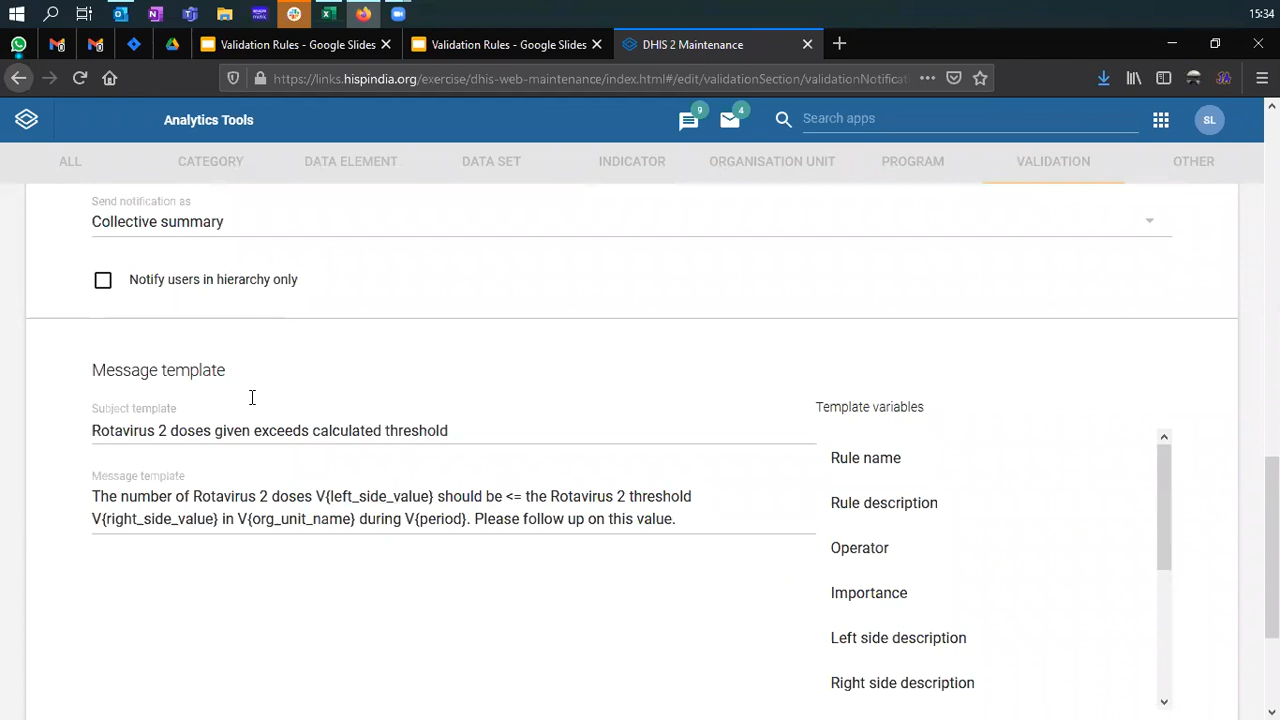 15:34
Validation Rules - Google Slides
Validation Rules - Google Slides
DHIS 2 Maintenance
https://links.hispindia.org/exercise/dhis-web-maintenance/index.html#/edit/validationSection/validationNotifica
Analytics Tools
9
4
Search apps
SL
ALL
CATEGORY
DATA ELEMENT
DATA SET
INDICATOR
ORGANISATION UNIT
PROGRAM
VALIDATION
OTHER
Send notification as
Collective summary
Notify users in hierarchy only
Message template
Subject template
Rotavirus 2 doses given exceeds calculated threshold
Message template
The number of Rotavirus 2 doses V{left_side_value} should be <= the Rotavirus 2 threshold
V{right_side_value} in V{org_unit_name} during V{period}. Please follow up on this value.
Template variables
Rule name
Rule description
Operator
Importance
Left side description
Right side description